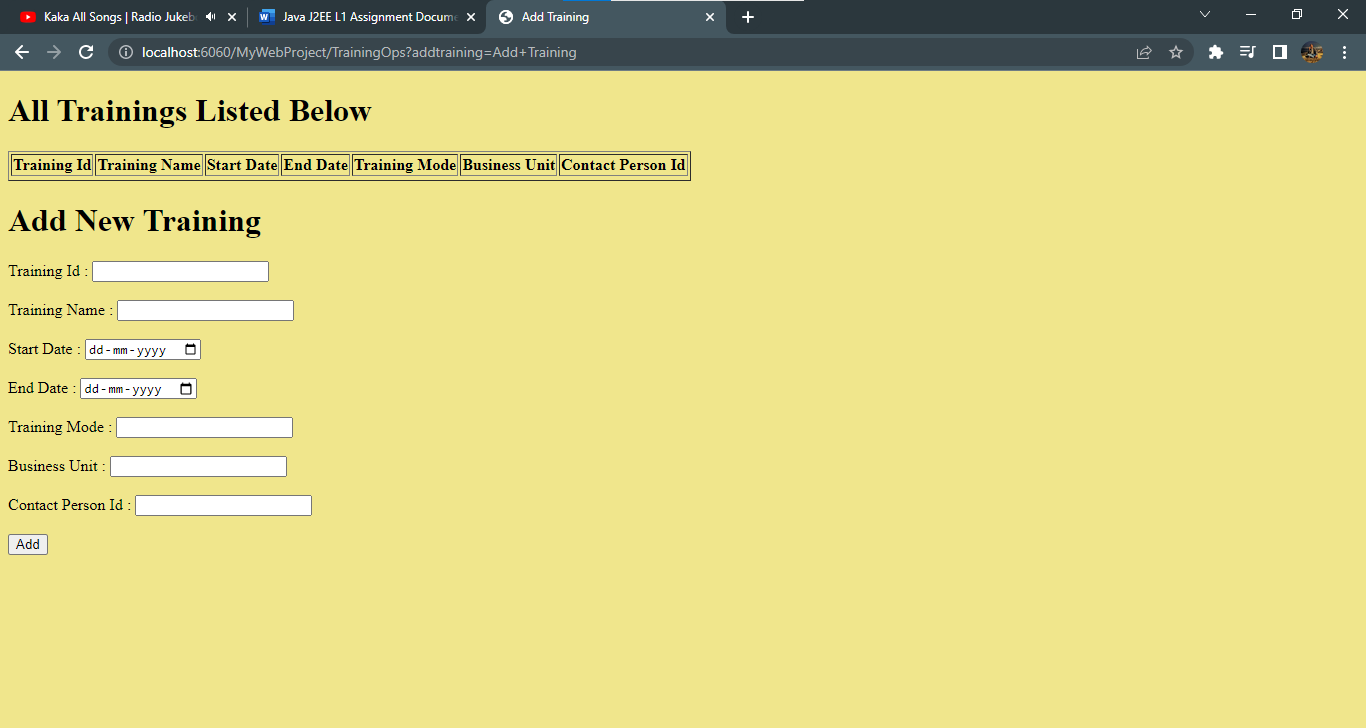 Kaka All Songs | Radio Jukeb
Java J2EE L1 Assignment Docume
Add Training
localhost:6060/MyWebProject/TrainingOps?addtraining=Add+Training
All Trainings Listed Below
Training Id Training Name Start Date End Date Training Mode Business Unit Contact Person Id
Add New Training
Training Id :
Training Name :
Start Date : dd-mm-yyyy
End Date : dd-mm-yyyy
Training Mode :
Business Unit :
Contact Person Id :
Add